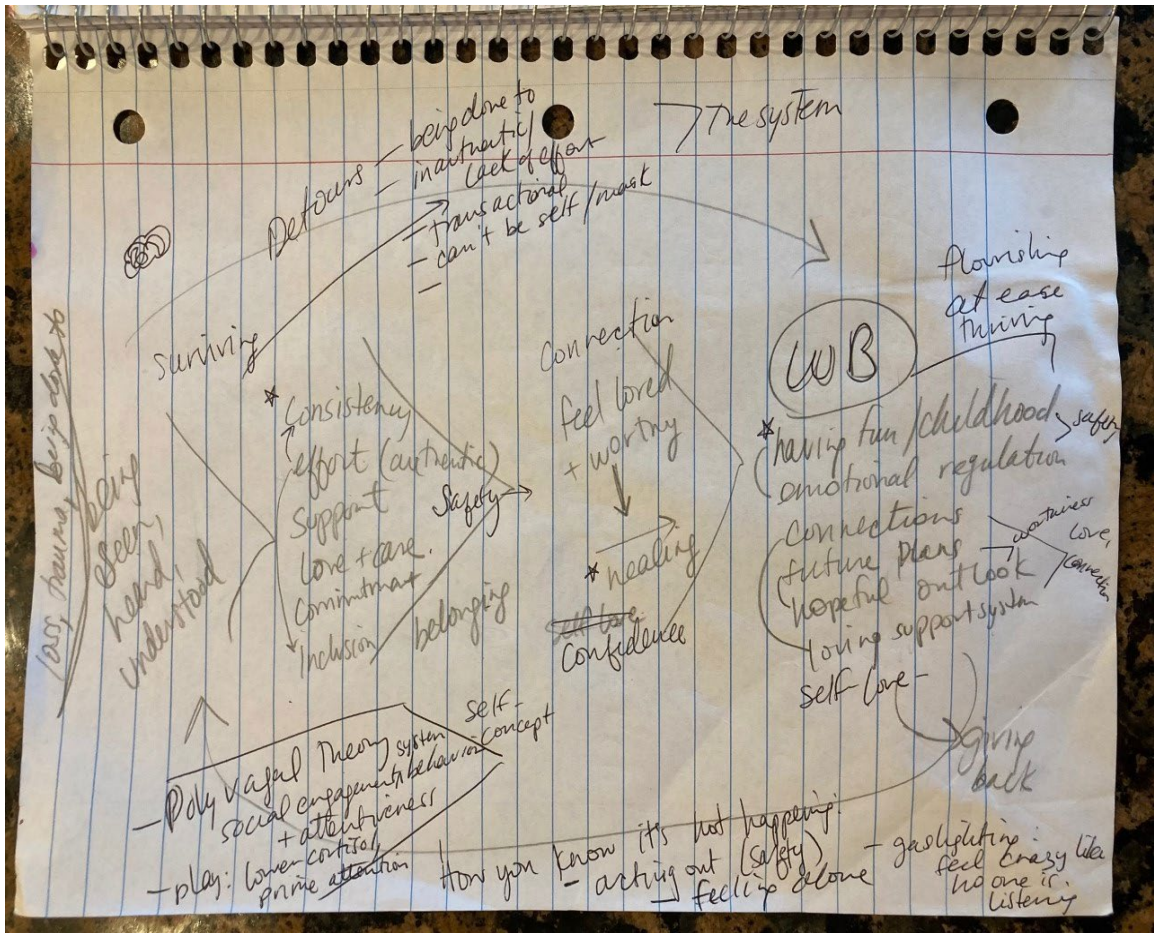 The system
Detours
- being done to
- inauthentic/
lack of effort
- transactional
- can't be self/mask
-
surviving
loss, trauma, being done to
being
seen,
heard,
understood
* Consistency
effort (authentic)
support
love + care.
Commitment
Inclusion
Safety
belonging
Connection
feel loved
+ worthy
* healing
self love
confidence
flourishing
at ease
thriving
WB
* having fun/childhood
emotional regulation
safety
connections
future plans
hopeful outlook
loving support system
self-love-
worthiness
love,
connection
giving
back
- Poly vagal Theory
system
social engagement behavior
+ attentiveness
self-
concept
- play: lower cortisol,
prime attention
How you know it's not happening:
- acting out (safety)
- feeling alone
- gaslighting:
feel crazy like
no one is
listening